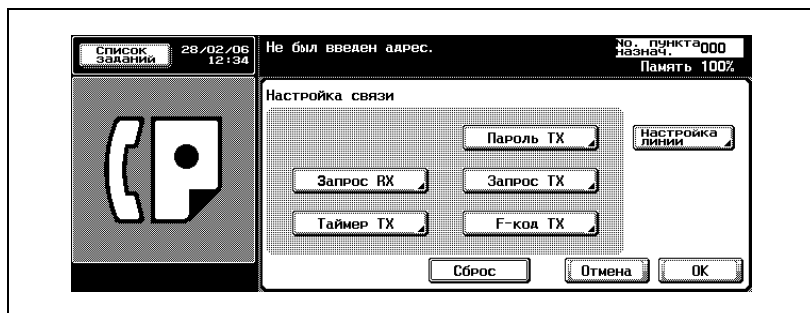 Список заданий
28/02/06
12:34
Не был введен адрес.
No. пункта назнач. 000
Память 100%
Настройка связи
Пароль TX
Настройка линии
Запрос RX
Запрос TX
Таймер TX
F-код TX
Сброс
Отмена
OK